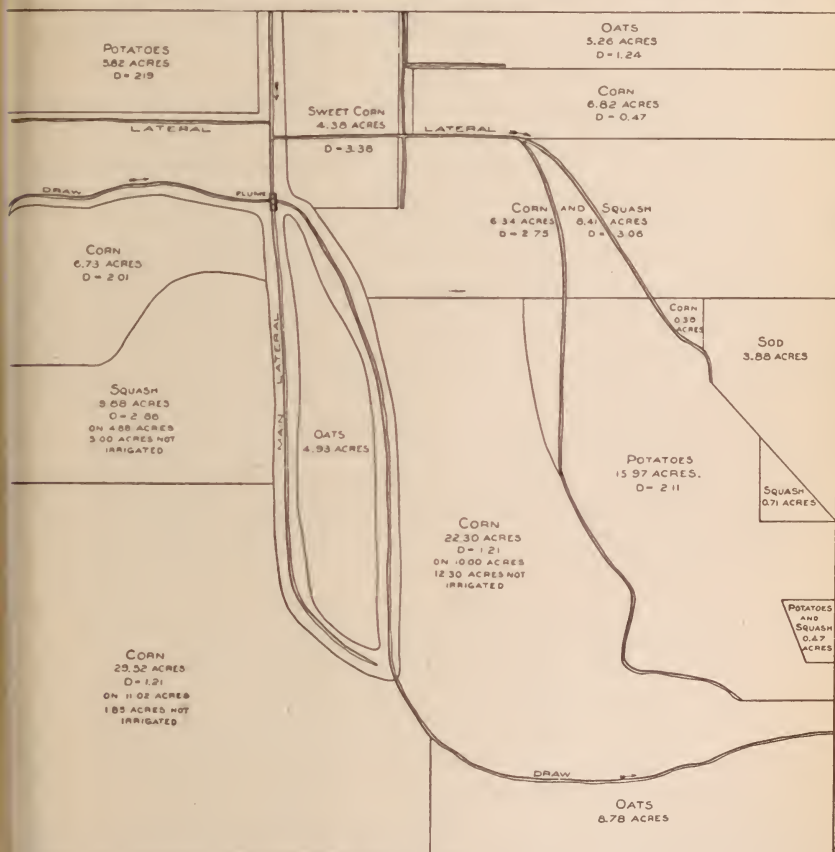 POTATOES
5.82 ACRES
D = 2.19
OATS
5.26 ACRES
D = 1.24
CORN
6.82 ACRES
D = 0.47
SWEET CORN
4.38 ACRES
D = 3.38
LATERAL
LATERAL
DRAW
FLUME
CORN AND SQUASH
6.34 ACRES 8.41 ACRES
D = 2.75 D = 3.06
CORN
6.73 ACRES
D = 2.01
CORN
0.38
ACRES
SOD
3.88 ACRES
SQUASH
9.88 ACRES
D = 2.86
ON 4.88 ACRES
5.00 ACRES NOT
IRRIGATED
MAIN LATERAL
OATS
4.93 ACRES
POTATOES
15.97 ACRES.
D = 2.11
SQUASH
0.71 ACRES
CORN
22.30 ACRES
D = 1.21
ON 10.00 ACRES
12.30 ACRES NOT
IRRIGATED
POTATOES
AND
SQUASH
0.47
ACRES
CORN
29.52 ACRES
D = 1.21
ON 11.02 ACRES
ACRES NOT
IRRIGATED
DRAW
OATS
8.78 ACRES